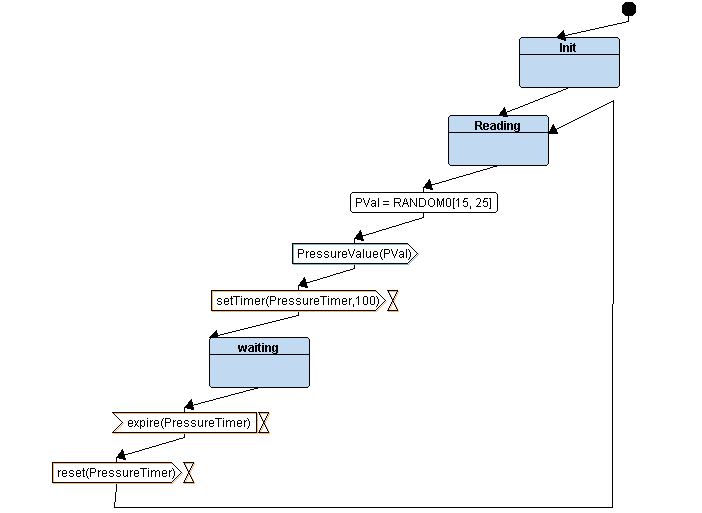 Init
Reading
PVal = RANDOM0[15, 25]
PressureValue(PVal)
setTimer(PressureTimer,100)
waiting
expire(PressureTimer)
reset(PressureTimer)